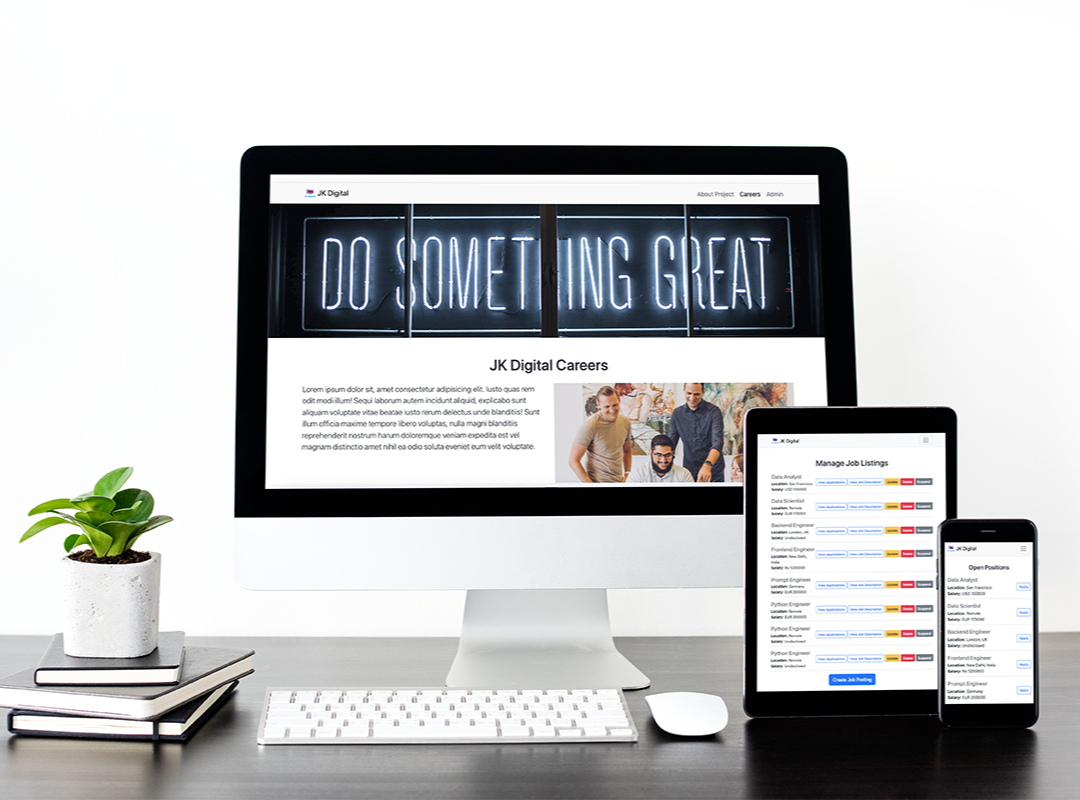 JK Digital
About Project Careers Admin
DO SOMETHING GREAT
JK Digital Careers
Lorem ipsum dolor sit, amet consectetur adipisicing elit. Iusto quas rem
odit modi illum! Sequi laborum autem incidunt aliquid, explicabo sunt
aliquam voluptate vitae beatae iusto rerum delectus unde blanditiis! Sunt
illum officia maxime tempore libero voluptas, nulla magni blanditiis
reprehenderit nostrum harum doloremque veniam expedita est vel
magnam distinctio amet nihil ea odio soluta eveniet eum velit voluptate.
JK Digital
Manage Job Listings
Data Analyst
Location: San Francisco
Salary: USD
View Applications View Job Description Update Delete Suspend
Data Scientist
Location: Remote
Salary: EUR
View Applications View Job Description Update Delete Suspend
Backend Engineer
Location: London, UK
Salary: Undisclosed
View Applications View Job Description Update Delete Suspend
Frontend Engineer
Location: New Delhi,
India
Salary: Rs
View Applications View Job Description Update Delete Suspend
Prompt Engineer
Location: Germany
Salary: EUR
View Applications View Job Description Update Delete Suspend
Python Engineer
Location: Remote
Salary: EUR
View Applications View Job Description Update Delete Suspend
Python Engineer
Location: Remote
Salary: Undisclosed
View Applications View Job Description Update Delete Suspend
Python Engineer
Location: Remote
Salary: Undisclosed
View Applications View Job Description Update Delete Suspend
Create Job Posting
JK Digital
Open Positions
Data Analyst
Location: San Francisco
Salary: USD
Apply
Data Scientist
Location: Remote
Salary: EUR
Apply
Backend Engineer
Location: London, UK
Salary: Undisclosed
Apply
Frontend Engineer
Location: New Delhi, India
Salary: Rs
Apply
Prompt Engineer
Location: Germany
Salary: EUR
Apply